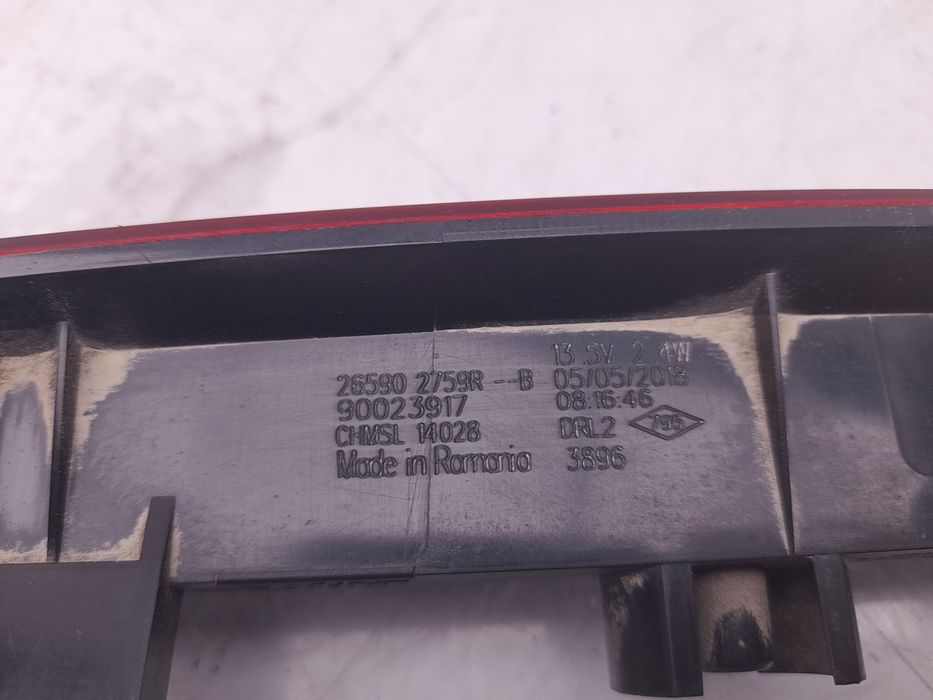 13.5V 2.4W
26590 2759R --B 05/05/2018
90023917 08:16:46
CHMSL 14028 DRL2 796
Made in Romania 3896